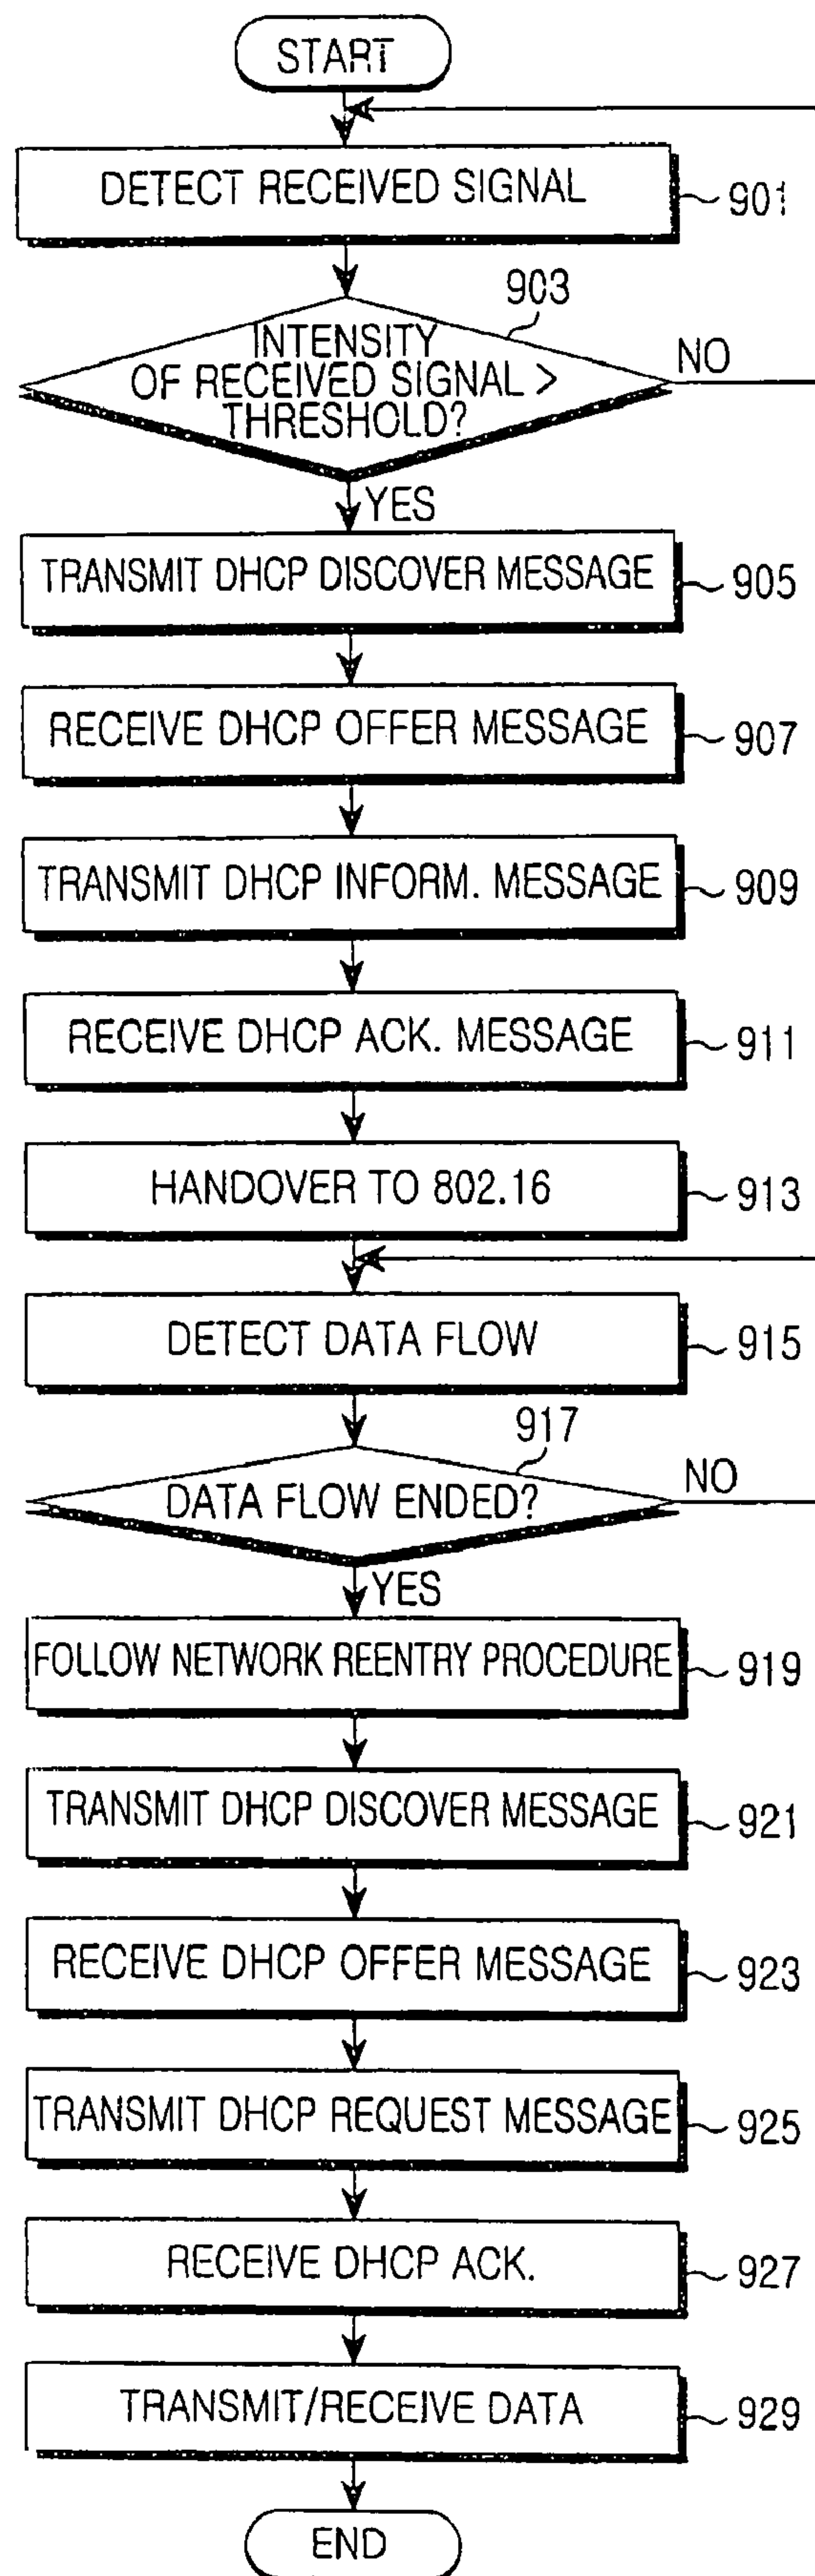 START
DETECT RECEIVED SIGNAL
901
903
INTENSITY
OF RECEIVED SIGNAL >
THRESHOLD?
NO
YES
TRANSMIT DHCP DISCOVER MESSAGE
905
RECEIVE DHCP OFFER MESSAGE
907
TRANSMIT DHCP INFORM. MESSAGE
909
RECEIVE DHCP ACK. MESSAGE
911
HANDOVER TO 802.16
913
DETECT DATA FLOW
915
917
DATA FLOW ENDED?
NO
YES
FOLLOW NETWORK REENTRY PROCEDURE
919
TRANSMIT DHCP DISCOVER MESSAGE
921
RECEIVE DHCP OFFER MESSAGE
923
TRANSMIT DHCP REQUEST MESSAGE
925
RECEIVE DHCP ACK.
927
TRANSMIT/RECEIVE DATA
929
END